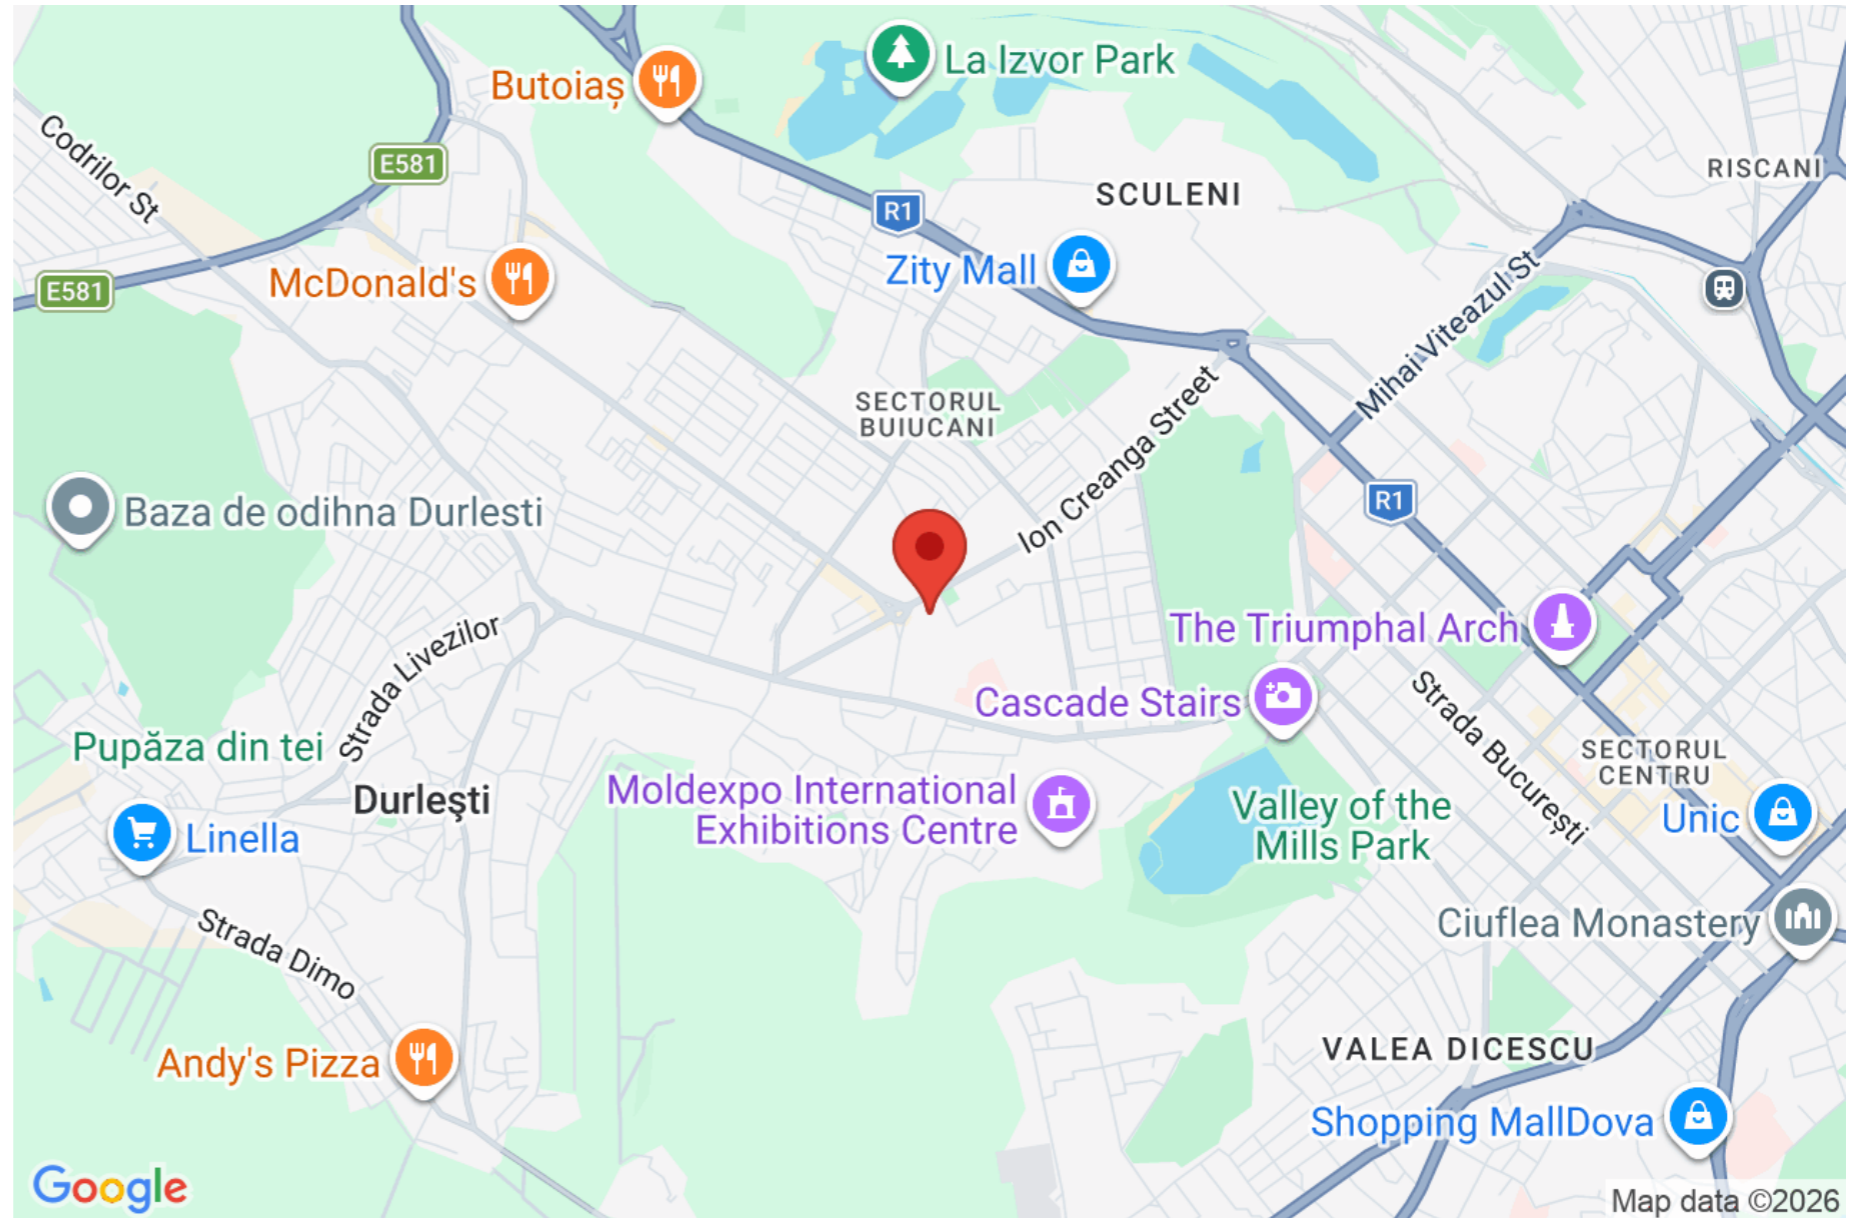 La Izvor Park
Butoiaș
Codrilor St
E581
RISCANI
SCULENI
R1
Zity Mall
McDonald's
E581
Mihai Viteazul St
SECTORUL
BUIUCANI
Ion Creanga Street
R1
Baza de odihna Durlesti
The Triumphal Arch
Strada Livezilor
Cascade Stairs
Strada București
Pupăza din tei
SECTORUL
CENTRU
Durleşti
Moldexpo International
Exhibitions Centre
Valley of the
Mills Park
Unic
Linella
Ciuflea Monastery
Strada Dimo
VALEA DICESCU
Andy's Pizza
Shopping MallDova
Google
Map data ©2026